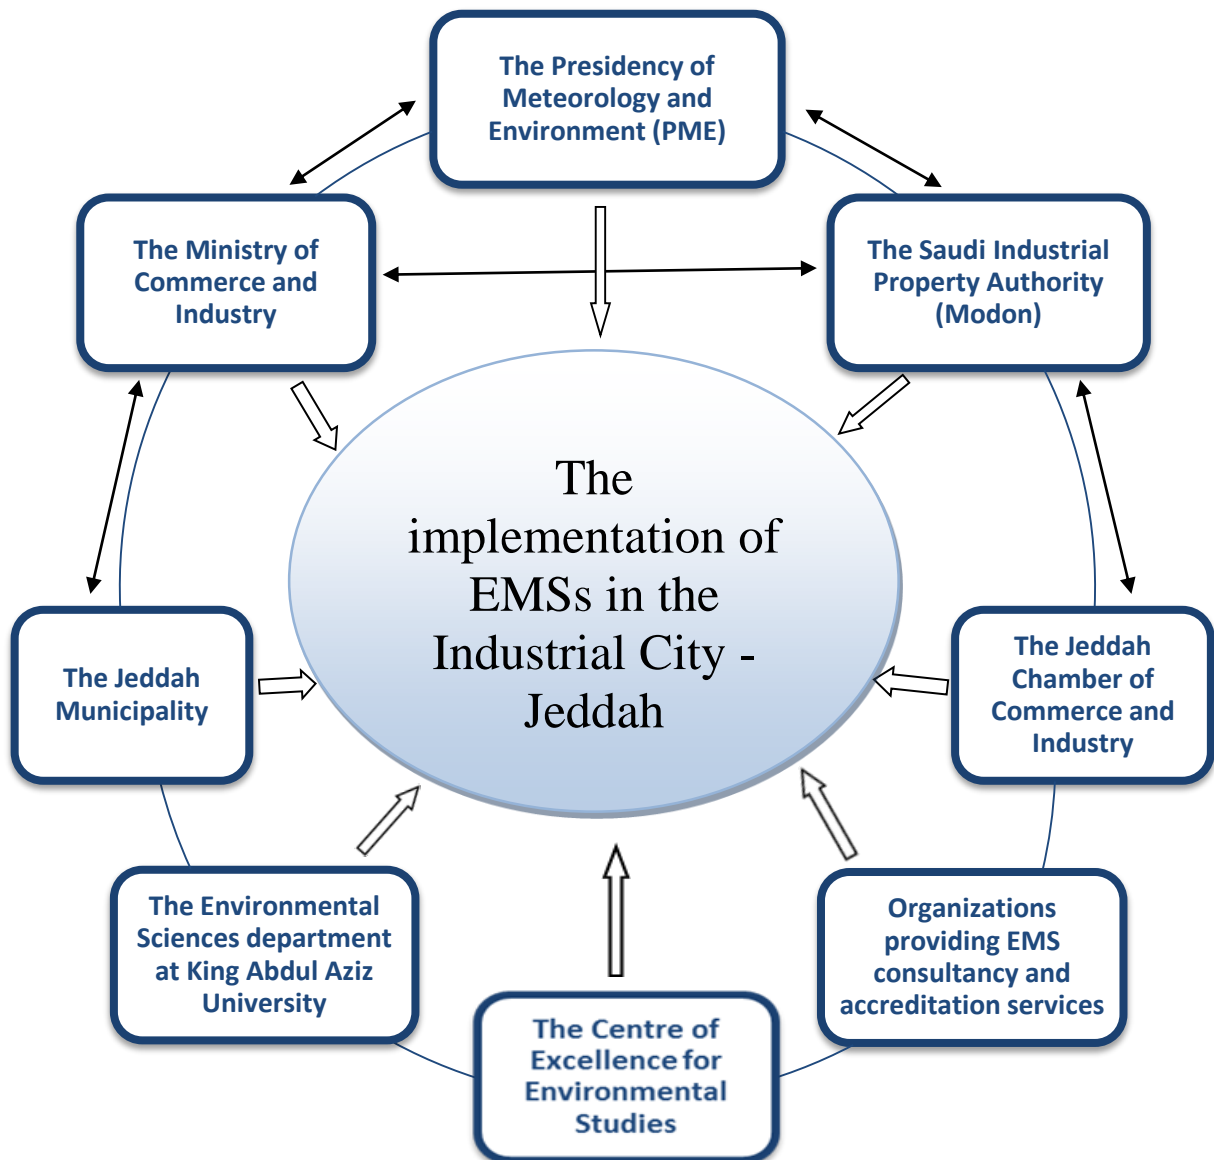 The Presidency of
Meteorology and
Environment (PME)
The Ministry of
Commerce and
Industry
The Saudi Industrial
Property Authority
(Modon)
The
implementation of
EMSs in the
Industrial City -
Jeddah
The Jeddah
Municipality
The Jeddah
Chamber of
Commerce and
Industry
The Environmental
Sciences department
at King Abdul Aziz
University
Organizations
providing EMS
consultancy and
accreditation services
The Centre of
Excellence for
Environmental
Studies